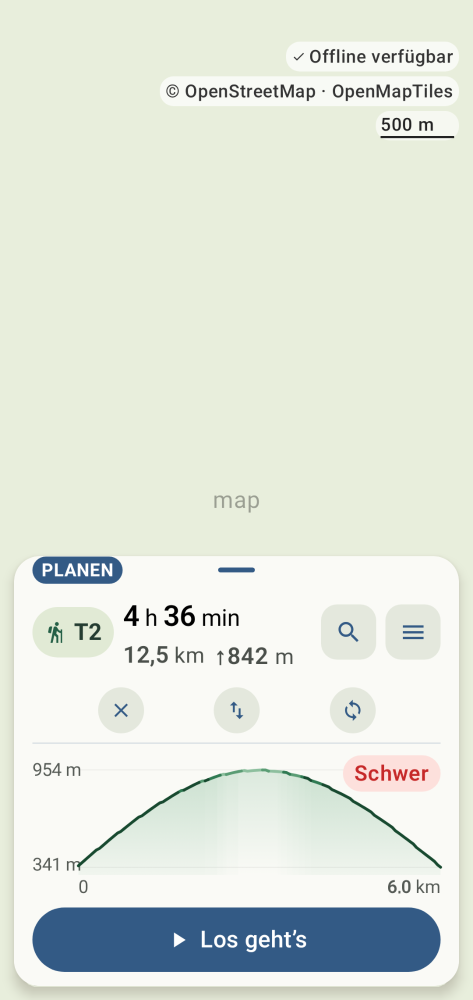 ✓ Offline verfügbar
© OpenStreetMap · OpenMapTiles
500 m
map
PLANEN
T2
4 h 36 min
12,5 km ↑842 m
954 m
Schwer
341 m
0
6.0 km
Los geht’s